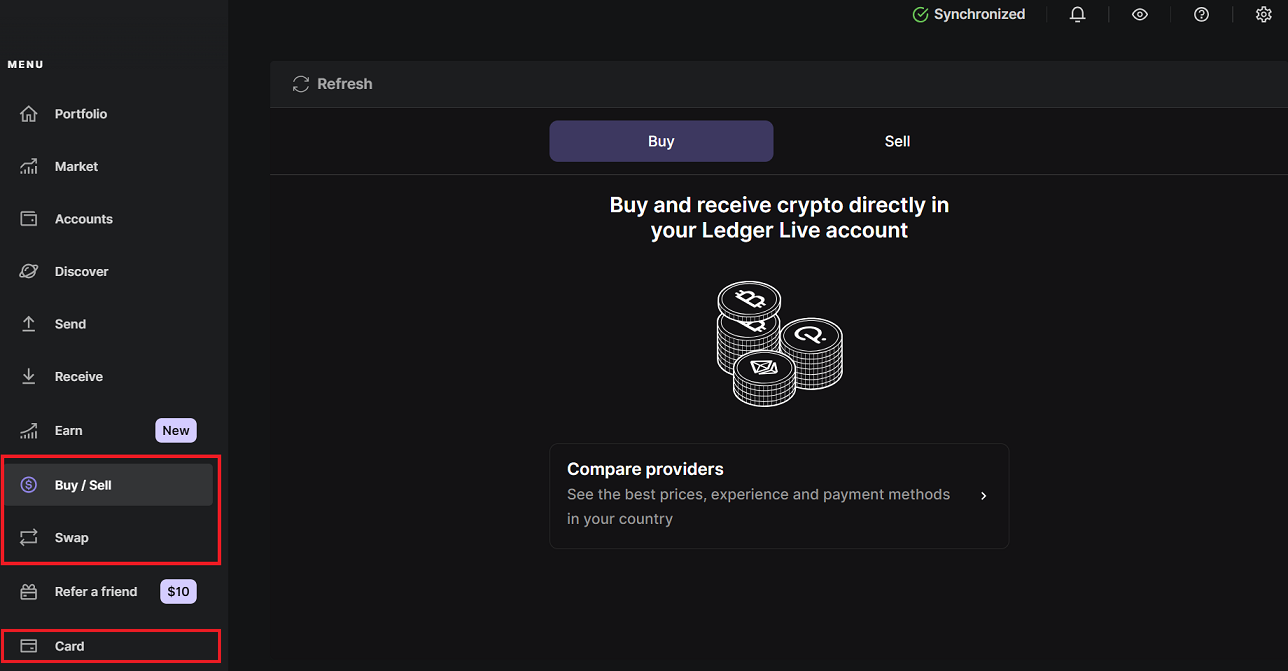 Synchronized
MENU
Portfolio
Market
Accounts
Discover
Send
Receive
Earn New
Buy / Sell
Swap
Refer a friend $10
Card
Refresh
Buy Sell
Buy and receive crypto directly in
your Ledger Live account
Compare providers
See the best prices, experience and payment methods
in your country